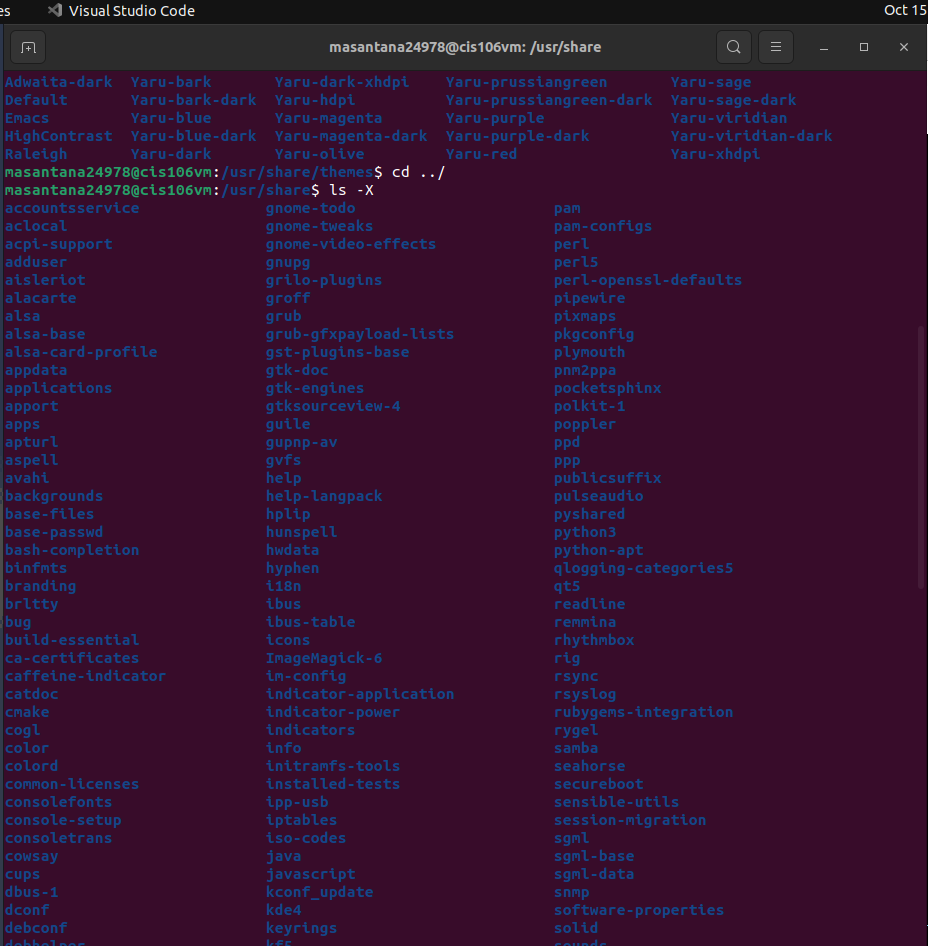 es Visual Studio Code Oct 15
masantana24978@cis106vm: /usr/share
Adwaita-dark Yaru-bark Yaru-dark-xhdpi Yaru-prussiangreen Yaru-sage
Default Yaru-bark-dark Yaru-hdpi Yaru-prussiangreen-dark Yaru-sage-dark
Emacs Yaru-blue Yaru-magenta Yaru-purple Yaru-viridian
HighContrast Yaru-blue-dark Yaru-magenta-dark Yaru-purple-dark Yaru-viridian-dark
Raleigh Yaru-dark Yaru-olive Yaru-red Yaru-xhdpi
masantana24978@cis106vm:/usr/share/themes$ cd ../
masantana24978@cis106vm:/usr/share$ ls -X
accountsservice gnome-todo pam
aclocal gnome-tweaks pam-configs
acpi-support gnome-video-effects perl
adduser gnupg perl5
aisleriot grilo-plugins perl-openssl-defaults
alacarte groff pipewire
alsa grub pixmaps
alsa-base grub-gfxpayload-lists pkgconfig
alsa-card-profile gst-plugins-base plymouth
appdata gtk-doc pnm2ppa
applications gtk-engines pocketsphinx
apport gtksourceview-4 polkit-1
apps guile poppler
apturl gupnp-av ppd
aspell gvfs ppp
avahi help publicsuffix
backgrounds help-langpack pulseaudio
base-files hplip pyshared
base-passwd hunspell python3
bash-completion hwdata python-apt
binfmts hyphen qlogging-categories5
branding i18n qt5
brltty ibus readline
bug ibus-table remmina
build-essential icons rhythmbox
ca-certificates ImageMagick-6 rig
caffeine-indicator im-config rsync
catdoc indicator-application rsyslog
cmake indicator-power rubygems-integration
cogl indicators rygel
color info samba
colord initramfs-tools seahorse
common-licenses installed-tests secureboot
consolefonts ipp-usb sensible-utils
console-setup iptables session-migration
consoletrans iso-codes sgml
cowsay java sgml-base
cups javascript sgml-data
dbus-1 kconf_update snmp
dconf kde4 software-properties
debconf keyrings solid
debhelper kf5 sounds